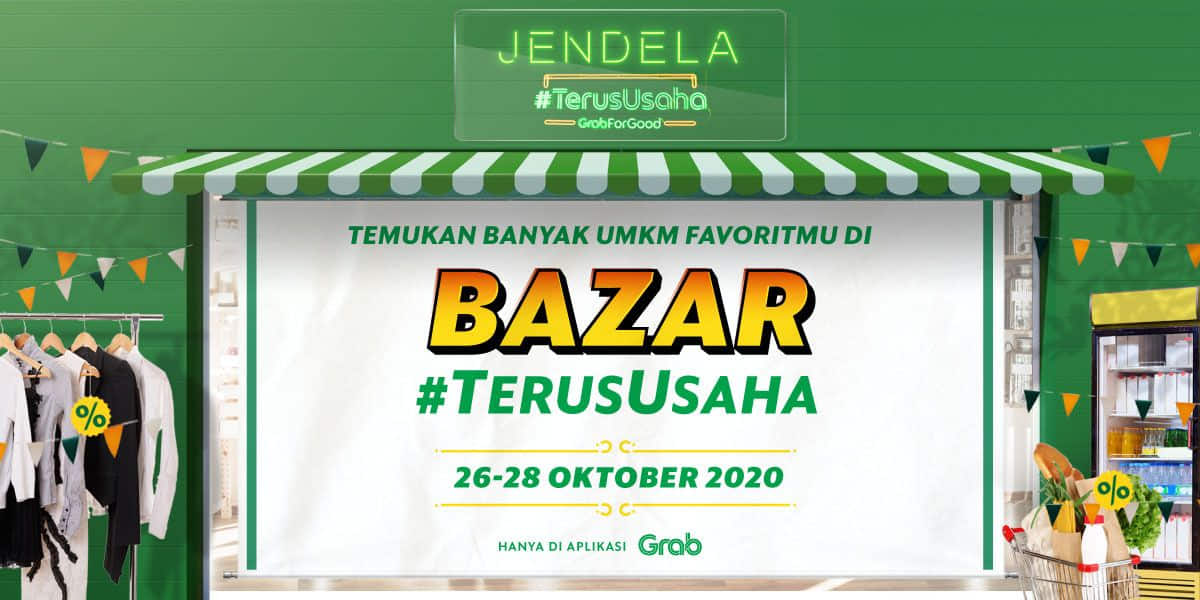 JENDELA
#TerusUsaha
GrabForGood
TEMUKAN BANYAK UMKM FAVORITMU DI
BAZAR
#TERUSUSAHA
26-28 OKTOBER 2020
HANYA DI APLIKASI Grab
%
%